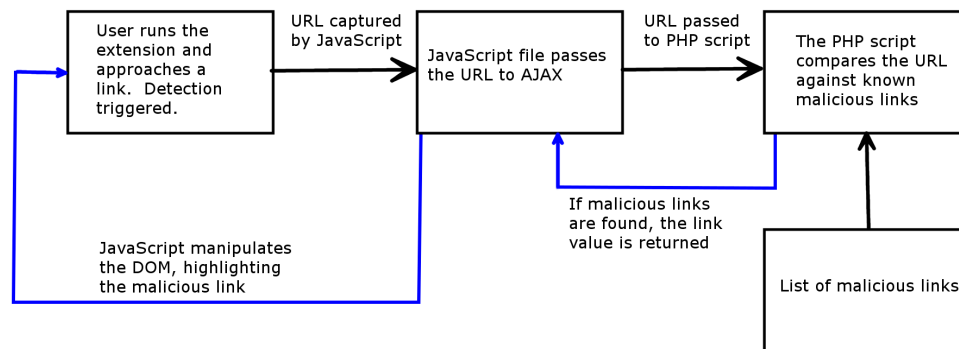 User runs the
extension and
approaches a
link.  Detection
triggered.
URL captured
by JavaScript
JavaScript file passes
the URL to AJAX
URL passed
to PHP script
The PHP script
compares the URL
against known
malicious links
If malicious links
are found, the link
value is returned
JavaScript manipulates
the DOM, highlighting
the malicious link
List of malicious links